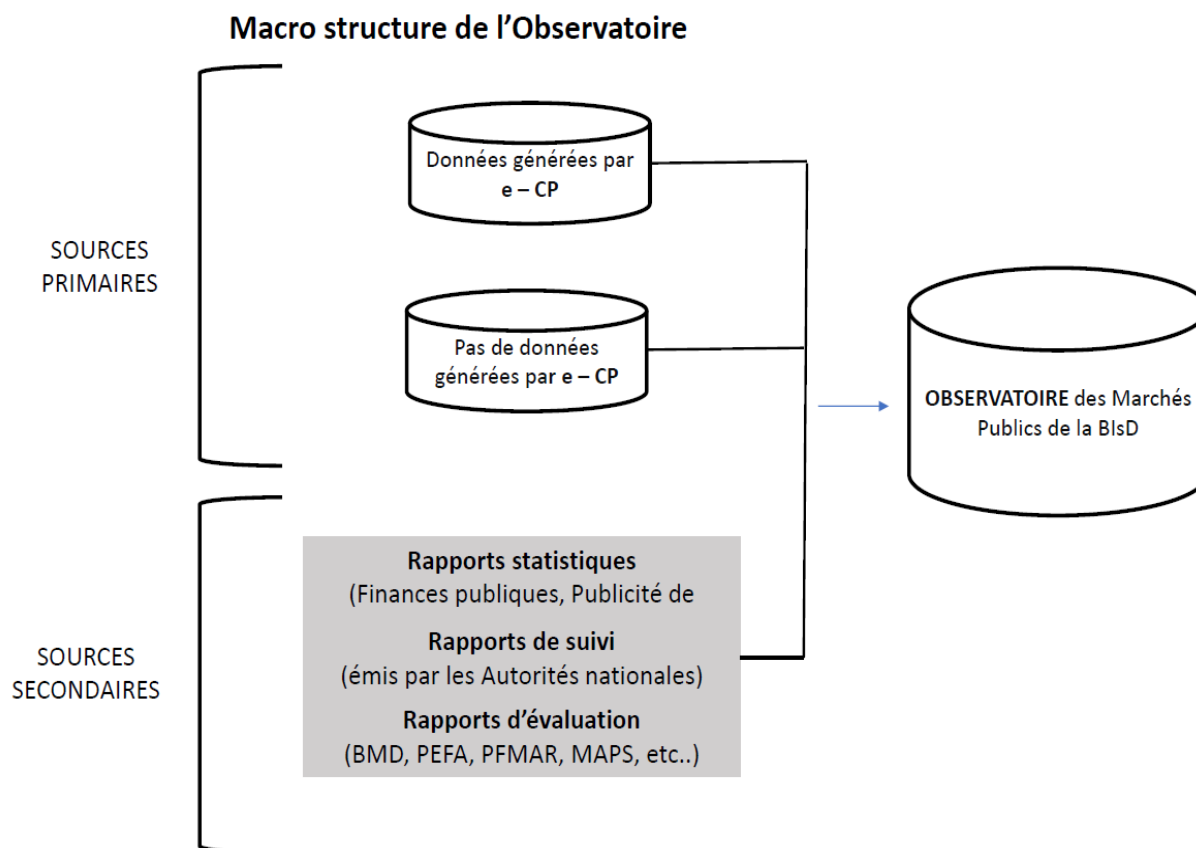 Macro structure de l'Observatoire
SOURCES
PRIMAIRES
Données générées par
e – CP
Pas de données
générées par e – CP
OBSERVATOIRE des Marchés
Publics de la BIsD
SOURCES
SECONDAIRES
Rapports statistiques
(Finances publiques, Publicité de
Rapports de suivi
(émis par les Autorités nationales)
Rapports d'évaluation
(BMD, PEFA, PFMAR, MAPS, etc..)